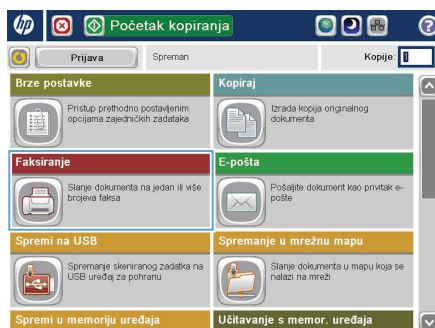 hp Početak kopiranja ?
Prijava Spreman Kopije: 1
Brze postavke
Pristup prethodno postavljenim
opcijama zajedničkih zadataka
Kopiraj
Izrada kopija originalnog
dokumenta
Faksiranje
Slanje dokumenta na jedan ili više
brojeva faksa
E-pošta
Pošaljite dokument kao privitak e-
pošte
Spremi na USB
Spremanje skeniranog zadatka na
USB uređaj za pohranu
Spremanje u mrežnu mapu
Slanje dokumenta u mapu koja se
nalazi na mreži
Spremi u memoriju uređaja
Učitavanje s memor. uređaja